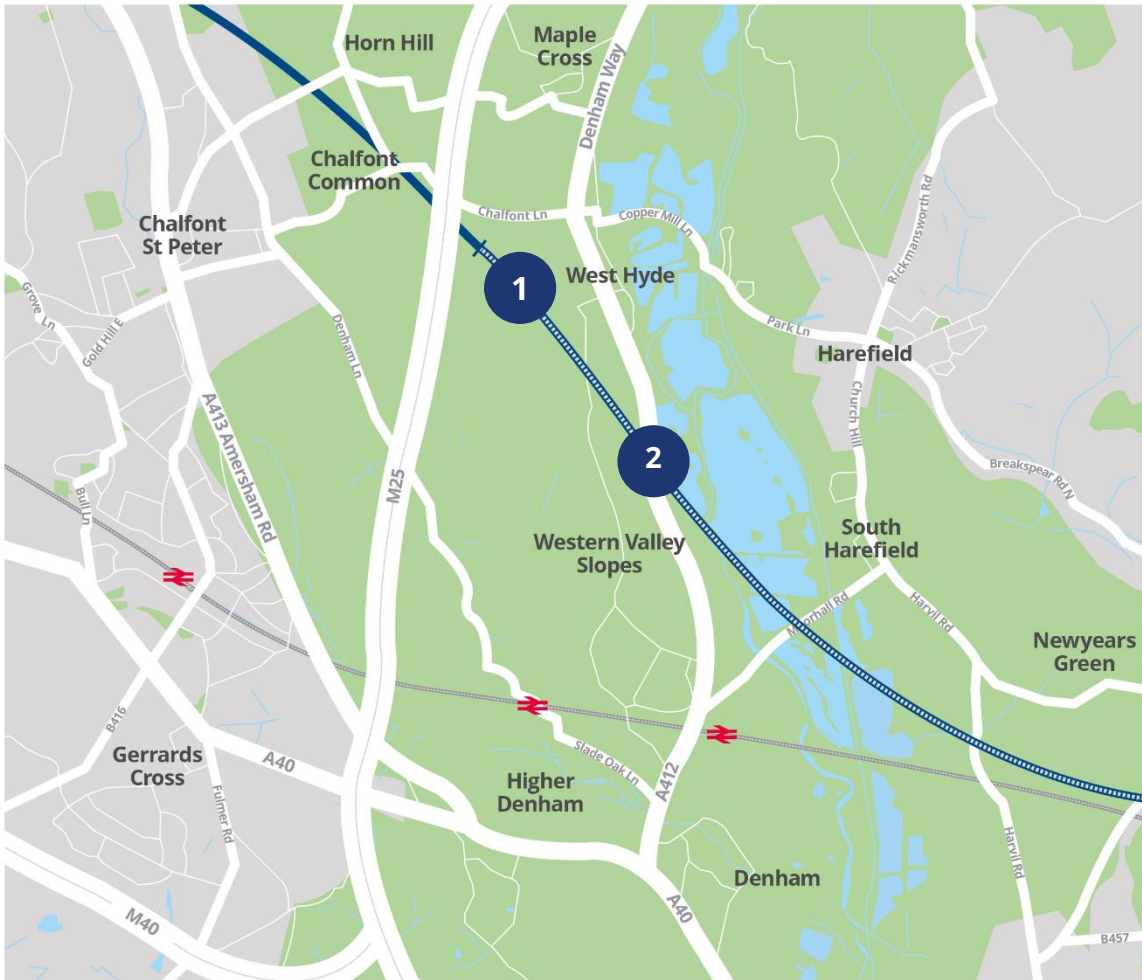 Horn Hill
Maple
Cross
Denham Way
Chalfont
Common
Chalfont
St Peter
Chalfont Ln
Copper Mill Ln
Rickmansworth Rd
1
West Hyde
Grove Ln
Gold Hill E
Denham Ln
Park Ln
Harefield
Church Hill
A413 Amersham Rd
M25
2
Breakspear Rd N
Bull Ln
Western Valley
Slopes
South
Harefield
Moorhall Rd
Harvil Rd
Newyears
Green
B416
Gerrards
Cross
A40
Slade Oak Ln
Higher
Denham
A412
Fulmer Rd
Harvil Rd
Denham
M40
A40
B457